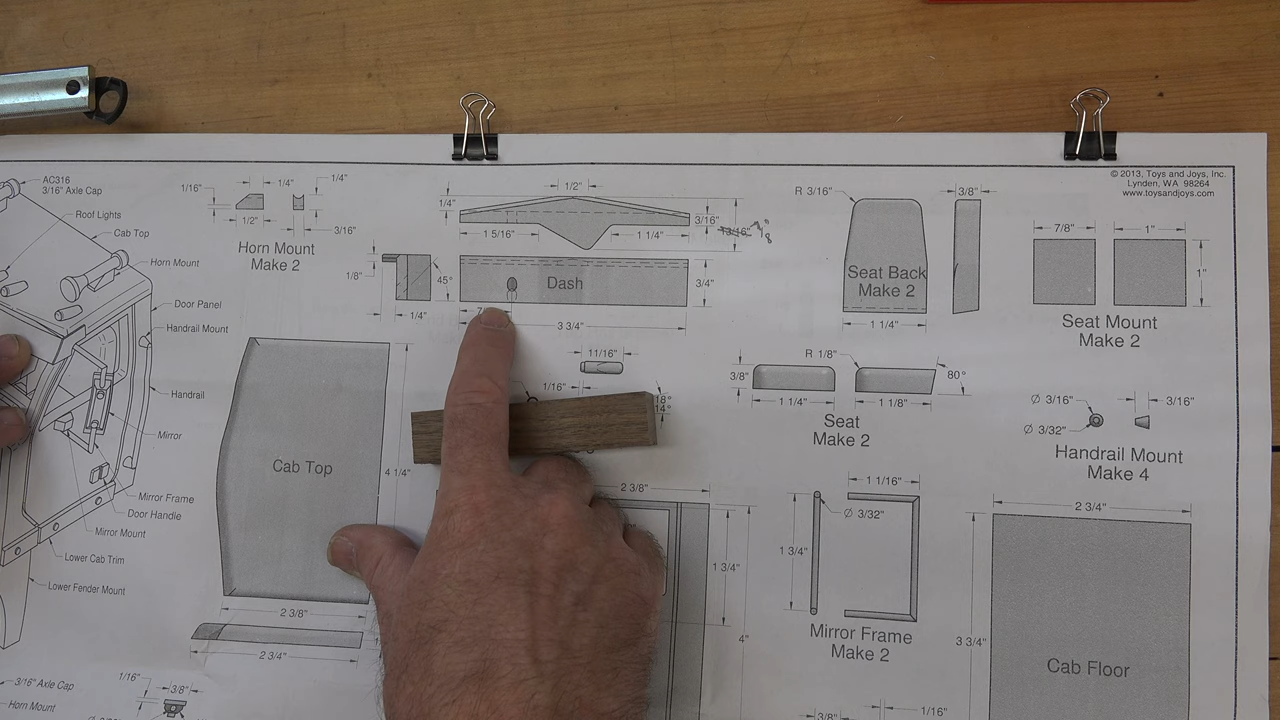 © 2013, Toys and Joys, Inc.
Lynden, WA 98264
www.toysandjoys.com
AC316
3/16" Axle Cap
Roof Lights
Cab Top
Horn Mount
Door Panel
Handrail Mount
Handrail
Mirror
Mirror Frame
Door Handle
Mirror Mount
Lower Cab Trim
Lower Fender Mount
1/16"
1/4"
1/4"
1/2"
3/16"
Horn Mount
Make 2
1/2"
1/4"
3/16"
13/16"
7/8"
1 5/16"
1 1/4"
1/8"
45°
1/4"
Dash
3/4"
3 3/4"
11/16"
1/16"
18°
14°
Cab Top
4 1/4"
2 3/8"
2 3/4"
R 3/16"
3/8"
Seat Back
Make 2
1 1/4"
7/8"
1"
1"
Seat Mount
Make 2
R 1/8"
3/8"
80°
1 1/4"
1 1/8"
Seat
Make 2
Ø 3/16"
3/16"
Ø 3/32"
Handrail Mount
Make 4
2 3/8"
1 3/4"
4"
1 1/16"
Ø 3/32"
1 3/4"
Mirror Frame
Make 2
2 3/4"
3 3/4"
Cab Floor
3/16" Axle Cap
Horn Mount
1/16"
3/8"
3/8"
1/16"